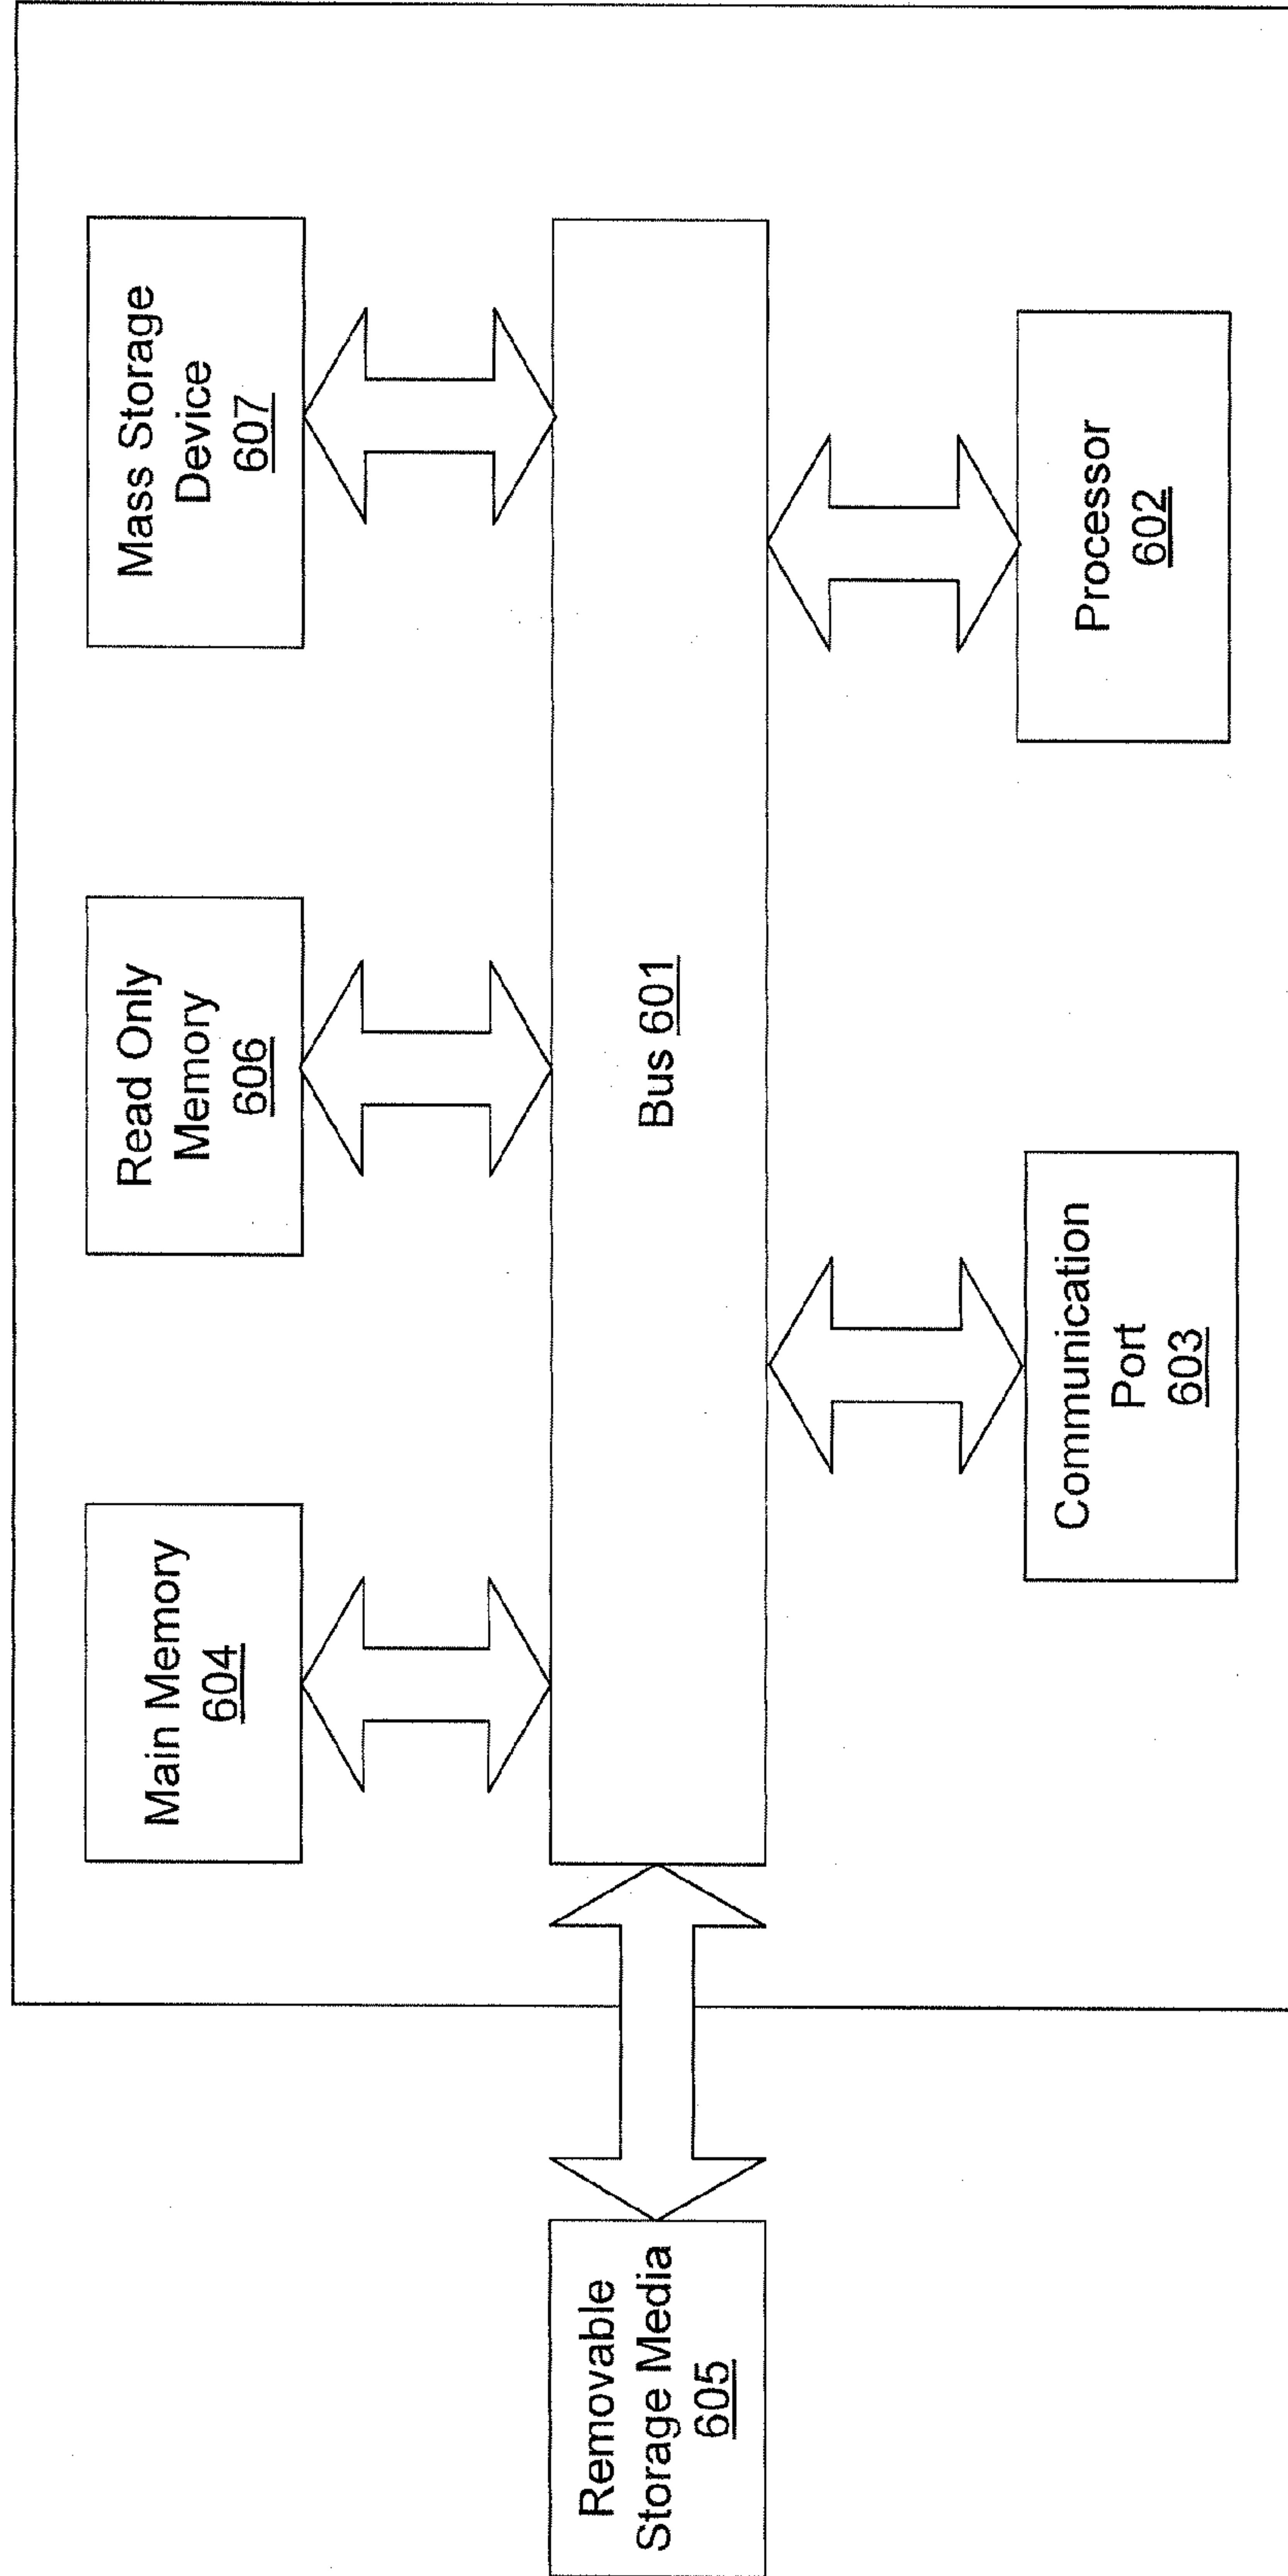 Main Memory
604
Read Only
Memory
606
Mass Storage
Device
607
Removable
Storage Media
605
Bus 601
Communication
Port
603
Processor
602